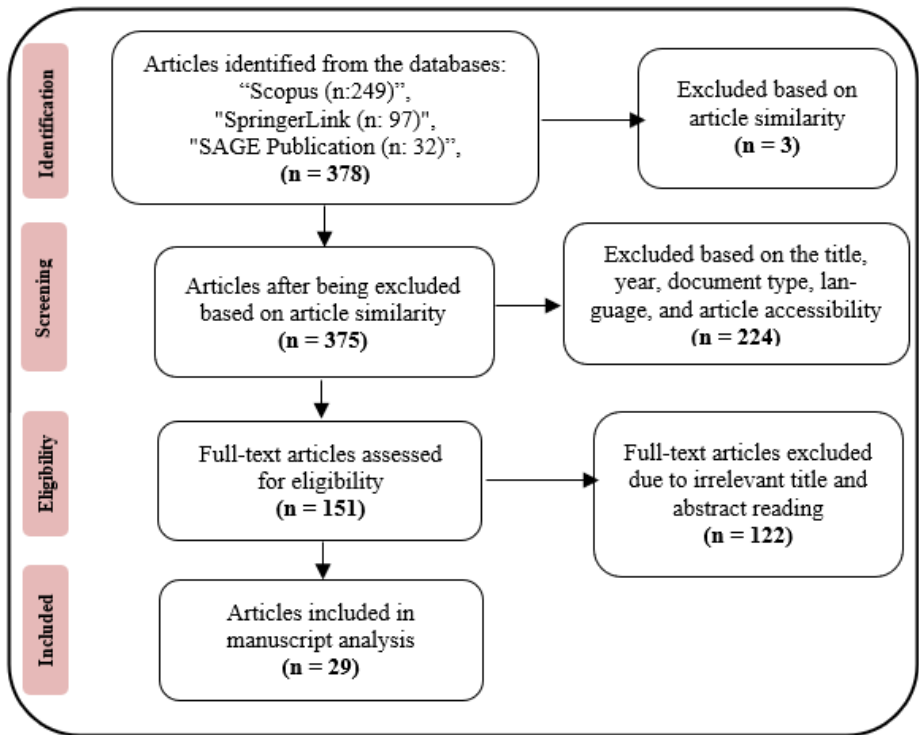 Identification
Articles identified from the databases:
“Scopus (n:249)”,
"SpringerLink (n: 97)",
"SAGE Publication (n: 32)”,
(n = 378)
Excluded based on
article similarity
(n = 3)
Screening
Articles after being excluded
based on article similarity
(n = 375)
Excluded based on the title,
year, document type, lan-
guage, and article accessibility
(n = 224)
Eligibility
Full-text articles assessed
for eligibility
(n = 151)
Full-text articles excluded
due to irrelevant title and
abstract reading
(n = 122)
Included
Articles included in
manuscript analysis
(n = 29)